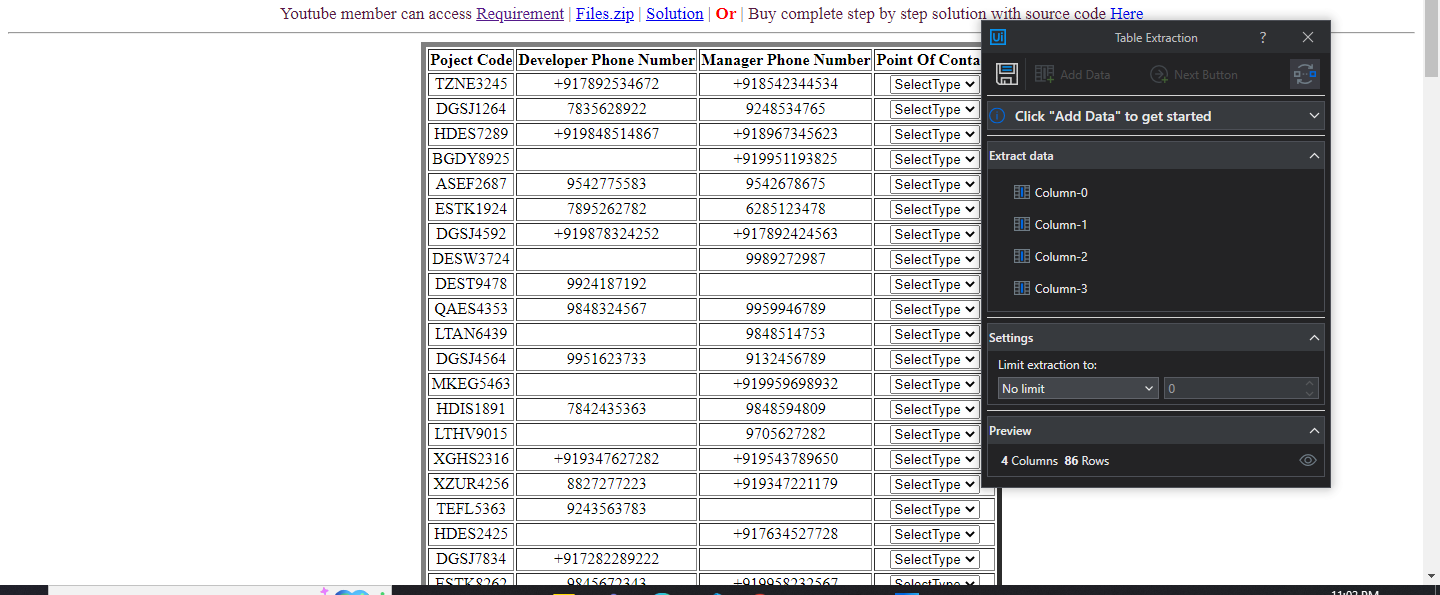 Youtube member can access Requirement | Files.zip | Solution | Or | Buy complete step by step solution with source code Here
Poject Code Developer Phone Number Manager Phone Number Point Of Conta
TZNE3245 +917892534672 +918542344534 SelectType
DGSJ1264 7835628922 9248534765 SelectType
HDES7289 +919848514867 +918967345623 SelectType
BGDY8925 +919951193825 SelectType
ASEF2687 9542775583 9542678675 SelectType
ESTK1924 7895262782 6285123478 SelectType
DGSJ4592 +919878324252 +917892424563 SelectType
DESW3724 9989272987 SelectType
DEST9478 9924187192 SelectType
QAES4353 9848324567 9959946789 SelectType
LTAN6439 9848514753 SelectType
DGSJ4564 9951623733 9132456789 SelectType
MKEG5463 +919959698932 SelectType
HDIS1891 7842435363 9848594809 SelectType
LTHV9015 9705627282 SelectType
XGHS2316 +919347627282 +919543789650 SelectType
XZUR4256 8827277223 +919347221179 SelectType
TEFL5363 9243563783 SelectType
HDES2425 +917634527728 SelectType
DGSJ7834 +917282289222 SelectType
ESTK8262 9845672343 +919958232567 SelectType
Ui Table Extraction ?
Add Data Next Button
Click "Add Data" to get started
Extract data
Column-0
Column-1
Column-2
Column-3
Settings
Limit extraction to:
No limit 0
Preview
4 Columns 86 Rows
11:02 PM